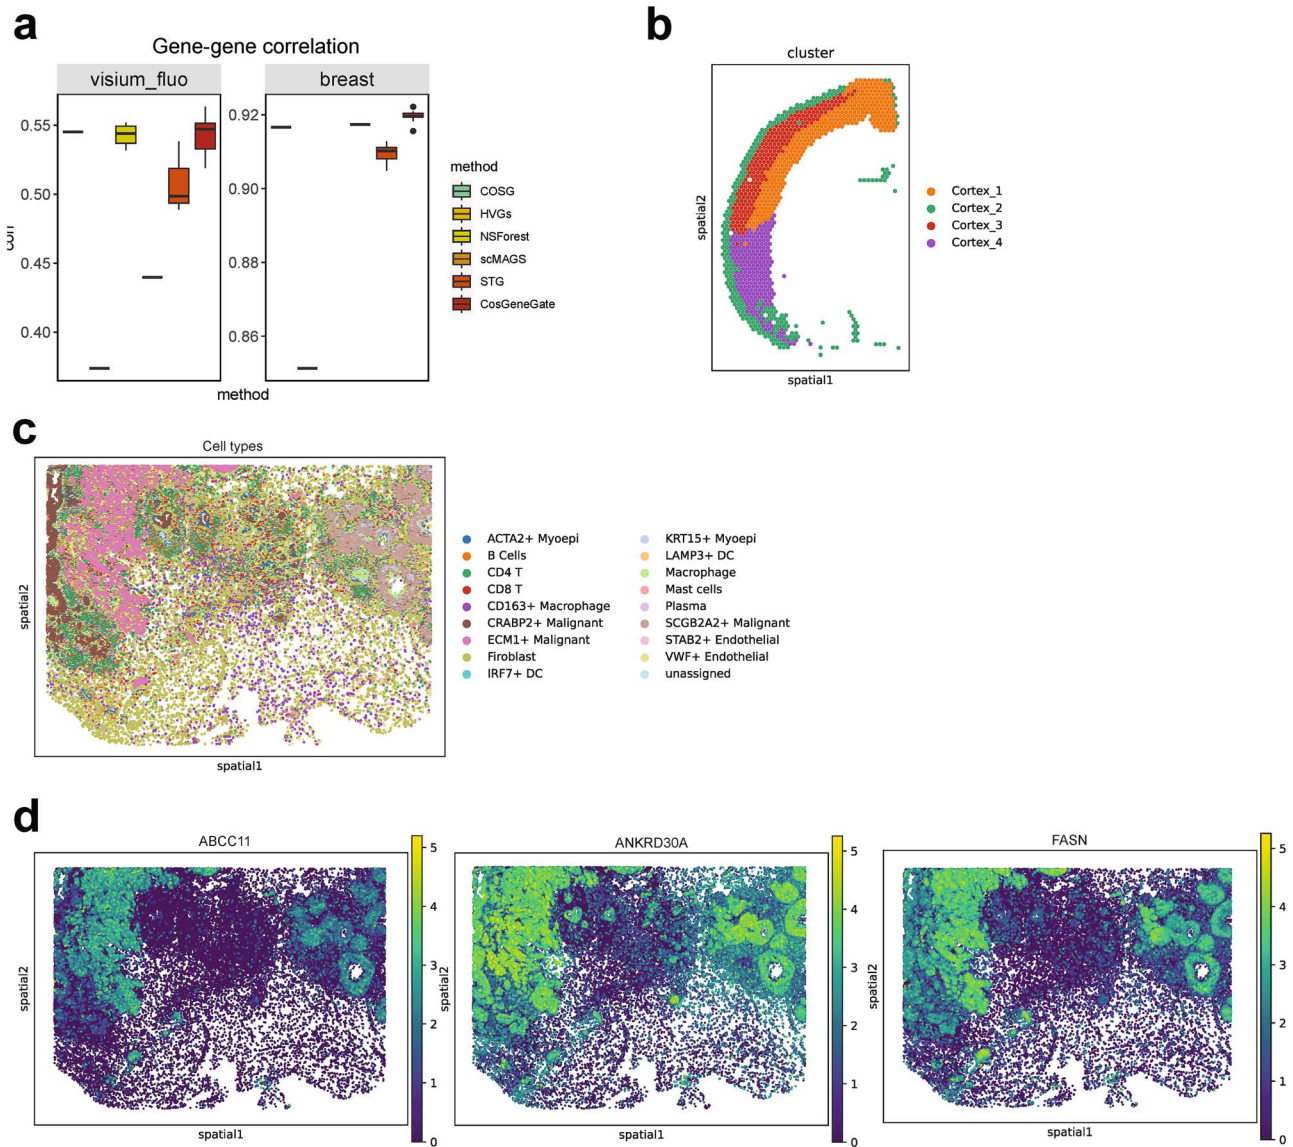 a
Gene-gene correlation
visium_fluo
breast
0.55
0.50
0.45
0.40
0.92
0.90
0.88
0.86
method
method
COSG
HVGs
NSForest
scMAGS
STG
CosGeneGate
b
cluster
spatial2
spatial1
Cortex_1
Cortex_2
Cortex_3
Cortex_4
c
Cell types
spatial2
spatial1
ACTA2+ Myoepi
B Cells
CD4 T
CD8 T
CD163+ Macrophage
CRABP2+ Malignant
ECM1+ Malignant
Firoblast
IRF7+ DC
KRT15+ Myoepi
LAMP3+ DC
Macrophage
Mast cells
Plasma
SCGB2A2+ Malignant
STAB2+ Endothelial
VWF+ Endothelial
unassigned
d
ABCC11
spatial2
spatial1
5
4
3
2
1
0
ANKRD30A
spatial2
spatial1
5
4
3
2
1
0
FASN
spatial2
spatial1
5
4
3
2
1
0